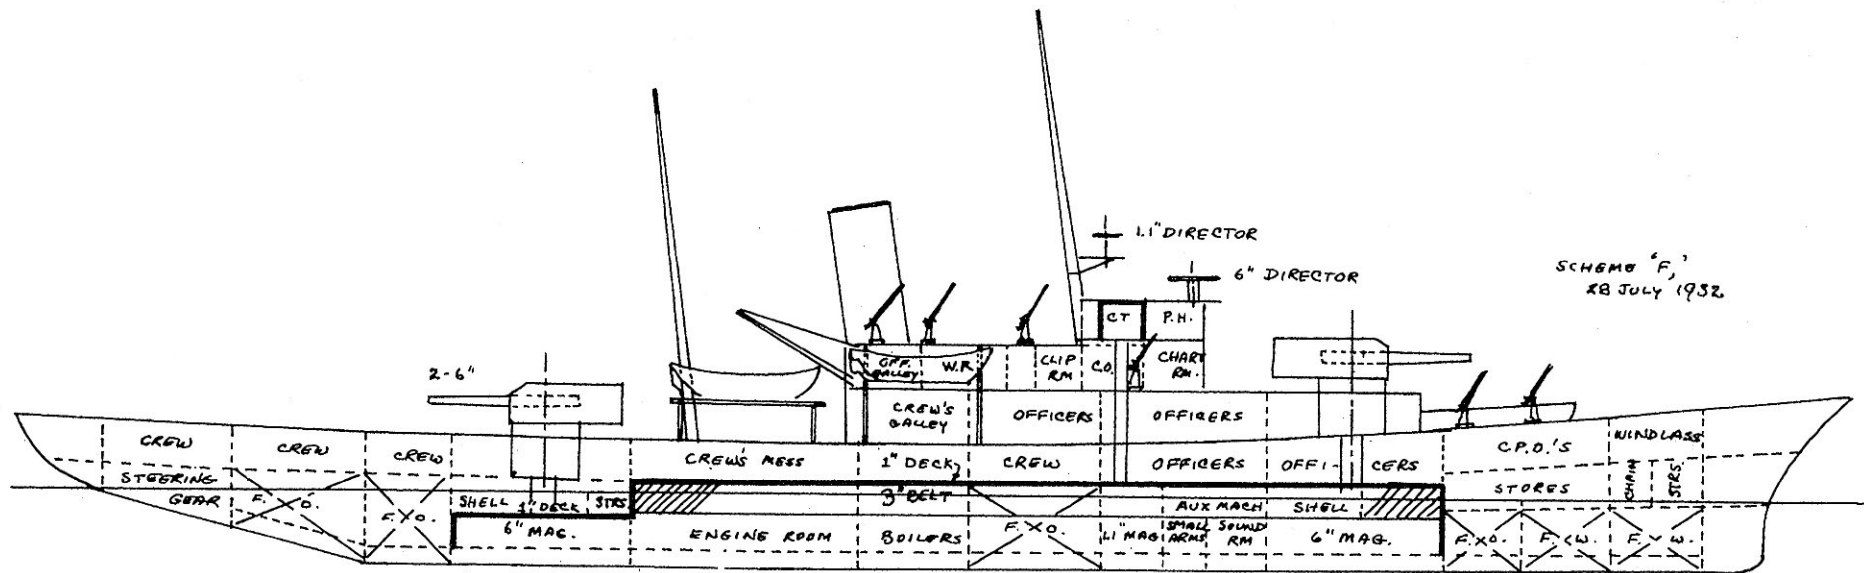 1.1" DIRECTOR
6" DIRECTOR
SCHEME 'F,'
28 JULY 1932
C.T
P.H.
2-6"
OFF.
GALLEY
W.R
CLIP
RM
C.O.
CHART
RM.
CREW'S
GALLEY
OFFICERS
OFFICERS
CREW
CREW
CREW
CREW'S MESS
1" DECK
CREW
OFFICERS
OFFI-
CERS
C.P.O.'S
WINDLASS
STEERING
GEAR
F.O.
F.O.
SHELL
1" DECK
STRS
3" BELT
AUX MACH
SHELL
STORES
CHAIN
STRS.
6" MAG.
ENGINE ROOM
BOILERS
F.O.
1.1" MAG
SMALL
ARMS
SOUND
RM
6" MAG.
F.O.
F.W.
F.W.